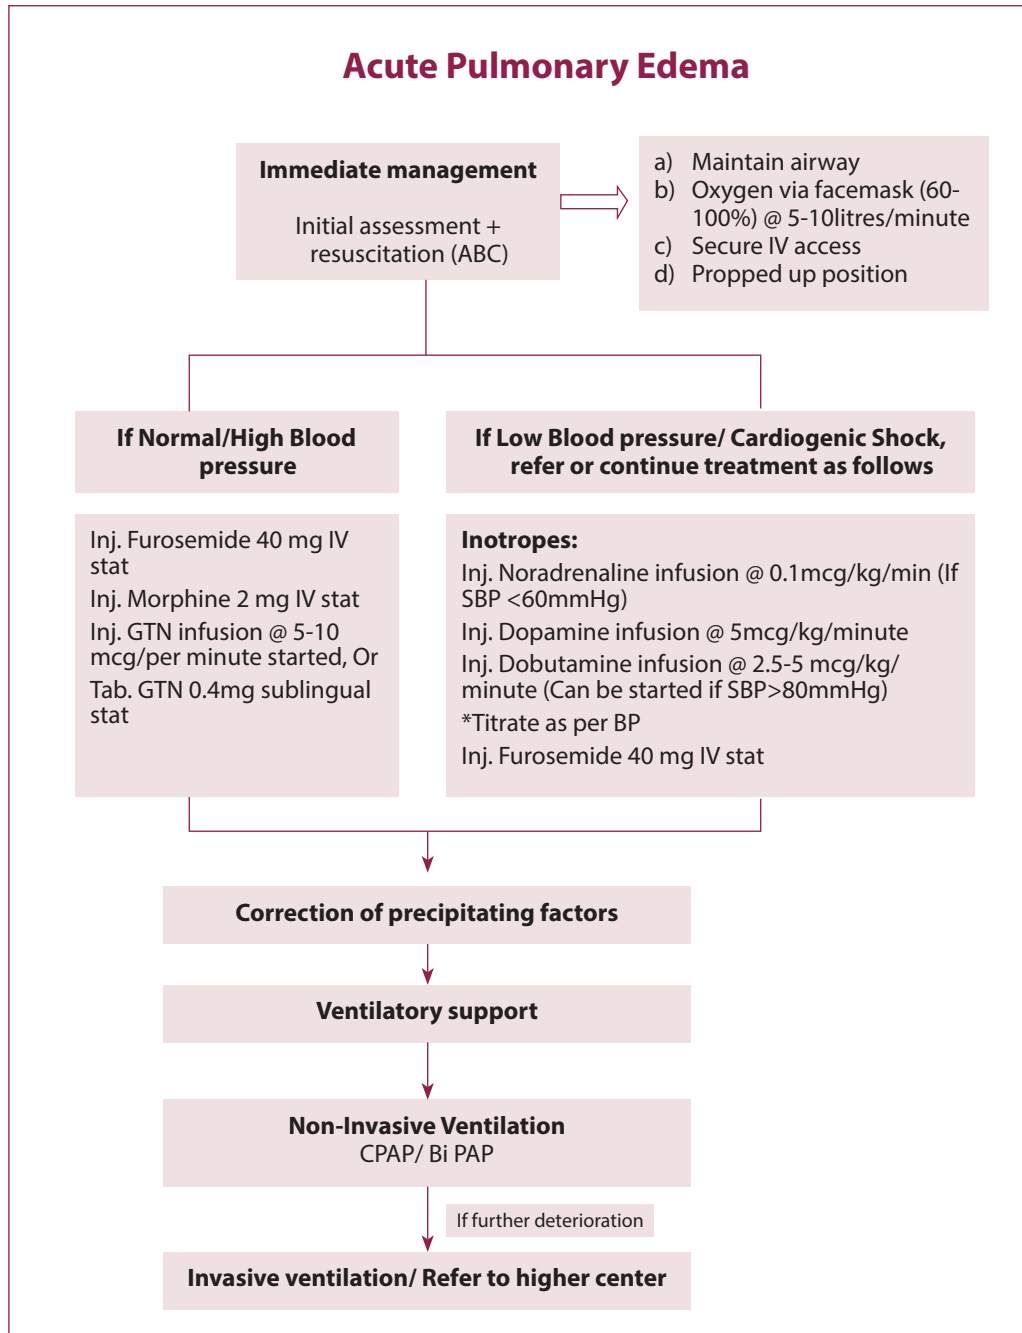 Acute Pulmonary Edema
Immediate management
Initial assessment +
resuscitation (ABC)
a) Maintain airway
b) Oxygen via facemask (60-
100%) @ 5-10litres/minute
c) Secure IV access
d) Propped up position
If Normal/High Blood
pressure
If Low Blood pressure/ Cardiogenic Shock,
refer or continue treatment as follows
Inj. Furosemide 40 mg IV
stat
Inj. Morphine 2 mg IV stat
Inj. GTN infusion @ 5-10
mcg/per minute started, Or
Tab. GTN 0.4mg sublingual
stat
Inotropes:
Inj. Noradrenaline infusion @ 0.1mcg/kg/min (If
SBP <60mmHg)
Inj. Dopamine infusion @ 5mcg/kg/minute
Inj. Dobutamine infusion @ 2.5-5 mcg/kg/
minute (Can be started if SBP>80mmHg)
*Titrate as per BP
Inj. Furosemide 40 mg IV stat
Correction of precipitating factors
Ventilatory support
Non-Invasive Ventilation
CPAP/ Bi PAP
If further deterioration
Invasive ventilation/ Refer to higher center